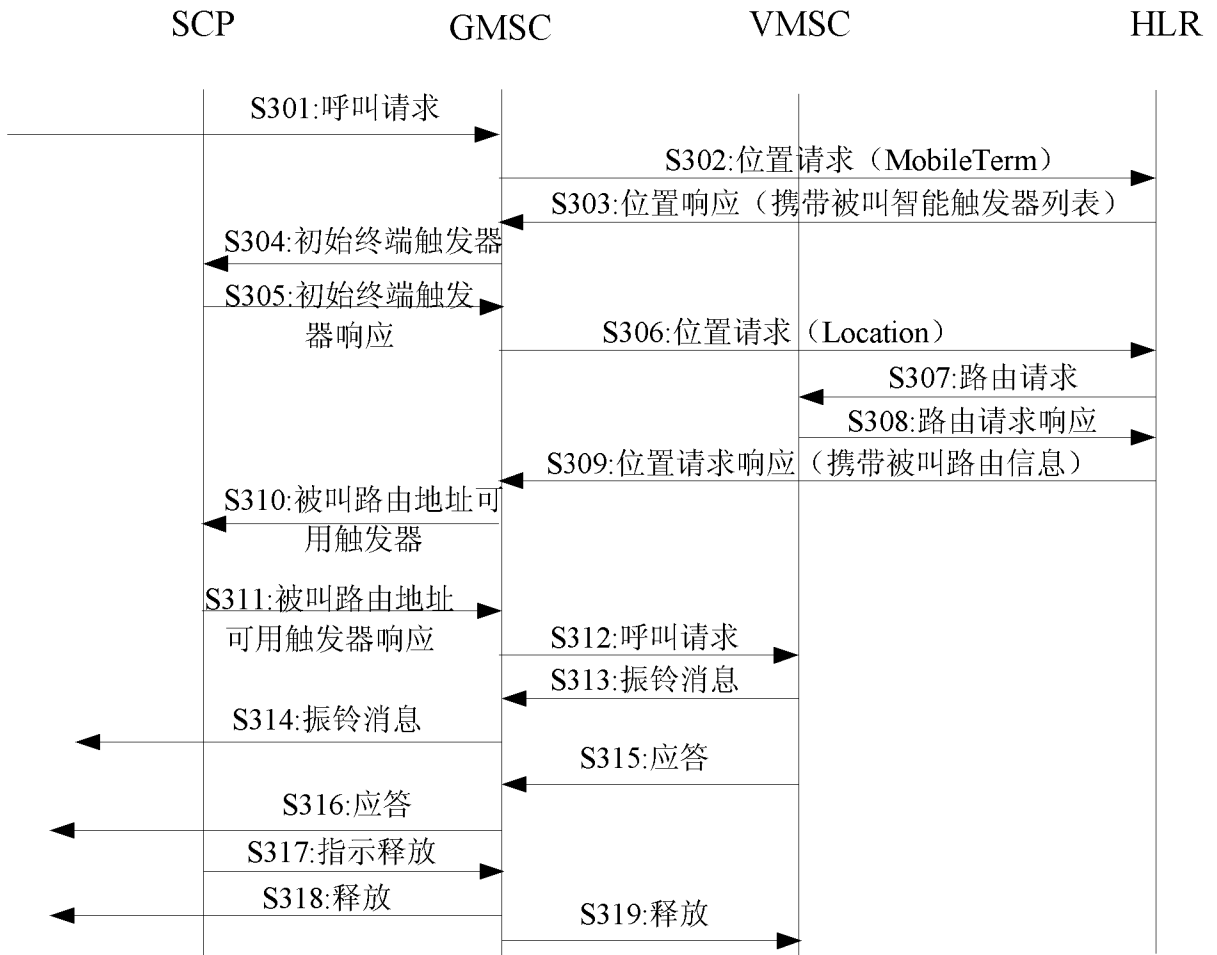 SCP
GMSC
VMSC
HLR
S301:呼叫请求
S302:位置请求（MobileTerm）
S303:位置响应（携带被叫智能触发器列表）
S304:初始终端触发器
S305:初始终端触发
器响应
S306:位置请求（Location）
S307:路由请求
S308:路由请求响应
S309:位置请求响应（携带被叫路由信息）
S310:被叫路由地址可
用触发器
S311:被叫路由地址
可用触发器响应
S312:呼叫请求
S313:振铃消息
S314:振铃消息
S315:应答
S316:应答
S317:指示释放
S318:释放
S319:释放